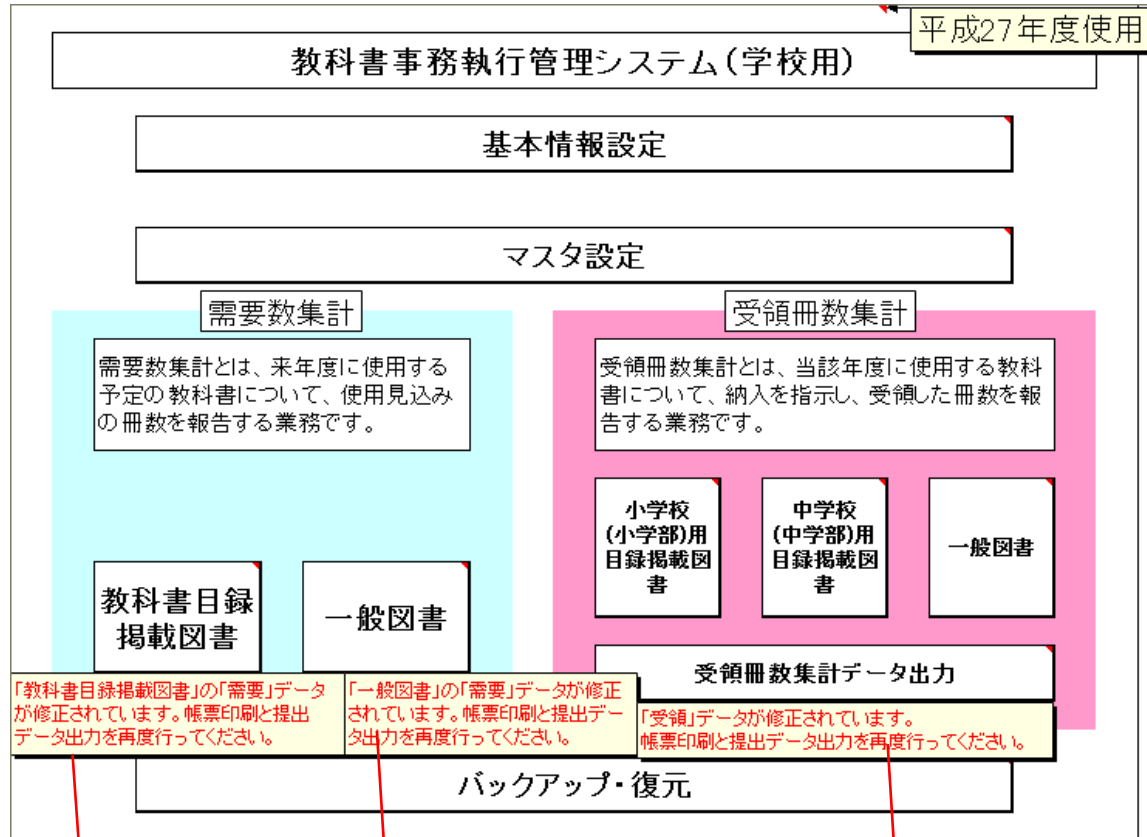 平成27年度使用
教科書事務執行管理システム(学校用)
基本情報設定
マスタ設定
需要数集計
需要数集計とは、来年度に使用する
予定の教科書について、使用見込み
の冊数を報告する業務です。
教科書目録
掲載図書
一般図書
受領冊数集計
受領冊数集計とは、当該年度に使用する教科
書について、納入を指示し、受領した冊数を報
告する業務です。
小学校
(小学部)用
目録掲載図
書
中学校
(中学部)用
目録掲載図
書
一般図書
受領冊数集計データ出力
「教科書目録掲載図書」の「需要」データ
が修正されています。帳票印刷と提出
データ出力を再度行ってください。
「一般図書」の「需要」データが修正
されています。帳票印刷と提出デー
タ出力を再度行ってください。
「受領」データが修正されています。
帳票印刷と提出データ出力を再度行ってください。
バックアップ・復元